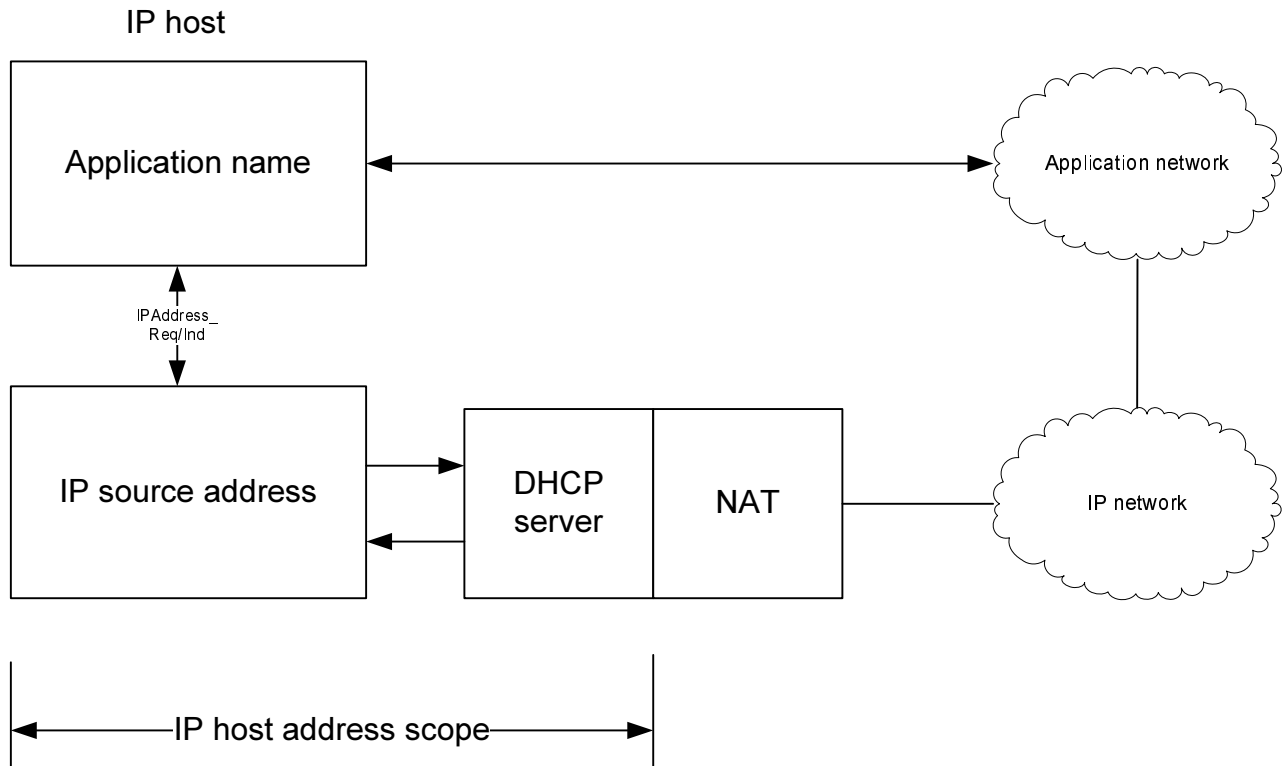 IP host
Application name
Application network
IPAddress_
Req/Ind
IP source address
DHCP
server
NAT
IP network
IP host address scope